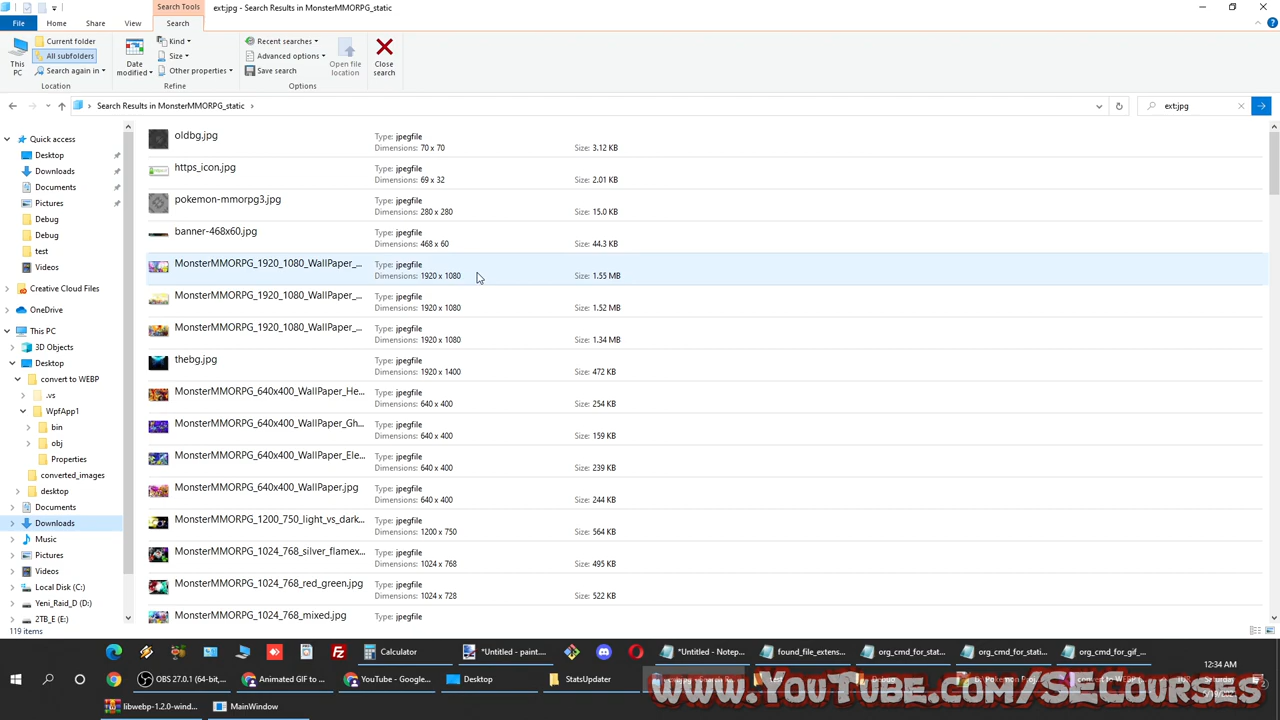 Search Tools
ext:jpg - Search Results in MonsterMMORPG_static
File Home Share View Search
This PC
Current folder
All subfolders
Search again in
Location
Date modified
Kind
Size
Other properties
Refine
Recent searches
Advanced options
Save search
Open file location
Options
Close search
Search Results in MonsterMMORPG_static
ext:jpg
Quick access
Desktop
Downloads
Documents
Pictures
Debug
Debug
test
Videos
Creative Cloud Files
OneDrive
This PC
3D Objects
Desktop
convert to WEBP
.vs
WpfApp1
bin
obj
Properties
converted_images
desktop
Documents
Downloads
Music
Pictures
Videos
Local Disk (C:)
Yeni_Raid_D (D:)
2TB_E (E:)
oldbg.jpg Type: jpegfile
Dimensions: 70 x 70 Size: 3.12 KB
https_icon.jpg Type: jpegfile
Dimensions: 69 x 32 Size: 2.01 KB
pokemon-mmorpg3.jpg Type: jpegfile
Dimensions: 280 x 280 Size: 15.0 KB
banner-468x60.jpg Type: jpegfile
Dimensions: 468 x 60 Size: 44.3 KB
MonsterMMORPG_1920_1080_WallPaper_... Type: jpegfile
Dimensions: 1920 x 1080 Size: 1.55 MB
MonsterMMORPG_1920_1080_WallPaper_... Type: jpegfile
Dimensions: 1920 x 1080 Size: 1.52 MB
MonsterMMORPG_1920_1080_WallPaper_... Type: jpegfile
Dimensions: 1920 x 1080 Size: 1.34 MB
thebg.jpg Type: jpegfile
Dimensions: 1920 x 1400 Size: 472 KB
MonsterMMORPG_640x400_WallPaper_He... Type: jpegfile
Dimensions: 640 x 400 Size: 254 KB
MonsterMMORPG_640x400_WallPaper_Gh... Type: jpegfile
Dimensions: 640 x 400 Size: 159 KB
MonsterMMORPG_640x400_WallPaper_Ele... Type: jpegfile
Dimensions: 640 x 400 Size: 239 KB
MonsterMMORPG_640x400_WallPaper.jpg Type: jpegfile
Dimensions: 640 x 400 Size: 244 KB
MonsterMMORPG_1200_750_light_vs_dark... Type: jpegfile
Dimensions: 1200 x 750 Size: 564 KB
MonsterMMORPG_1024_768_silver_flamex... Type: jpegfile
Dimensions: 1024 x 768 Size: 495 KB
MonsterMMORPG_1024_768_red_green.jpg Type: jpegfile
Dimensions: 1024 x 728 Size: 522 KB
MonsterMMORPG_1024_768_mixed.jpg Type: jpegfile
119 items
Calculator *Untitled - paint.... *Untitled - Notep... found_file_extens... org_cmd_for_stat... org_cmd_for_stati... org_cmd_for_gif_...
12:34 AM
OBS 27.0.1 (64-bit,... Animated GIF to ... YouTube - Google... Desktop StatsUpdater
www.YouTube.com/SECourses
libwebp-1.2.0-wind... MainWindow